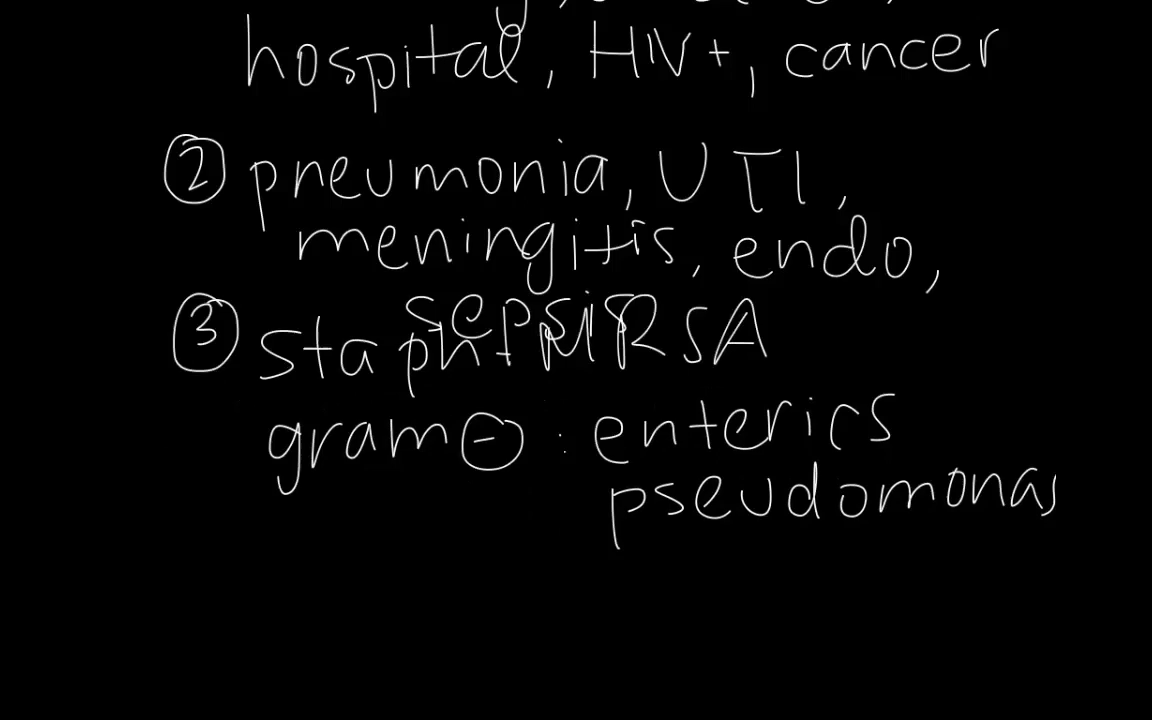 hospital, HIV+, cancer
② pneumonia, UTI,
meningitis, endo,
sepsis
③ staph + MRSA
gram ⊖ : enterics
pseudomonas